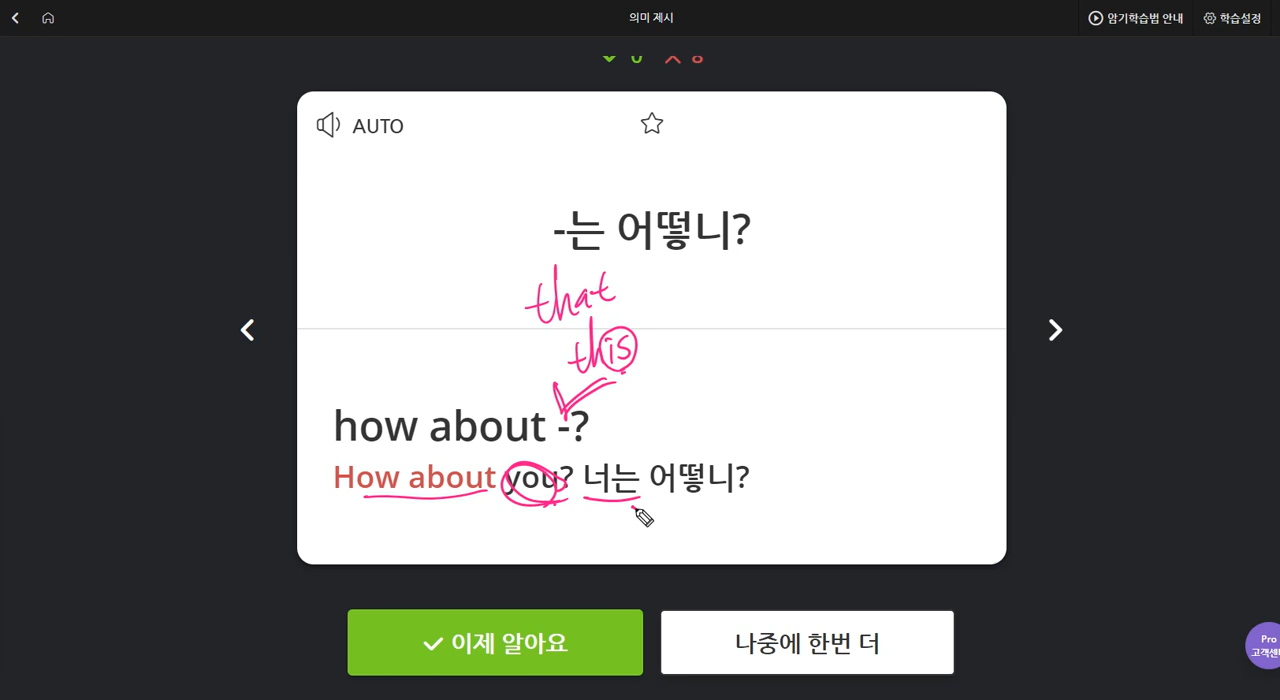 의미 제시
암기학습법 안내
학습설정
AUTO
-는 어떻니?
that
this
how about -?
How about you? 너는 어떻니?
이제 알아요
나중에 한번 더
Pro